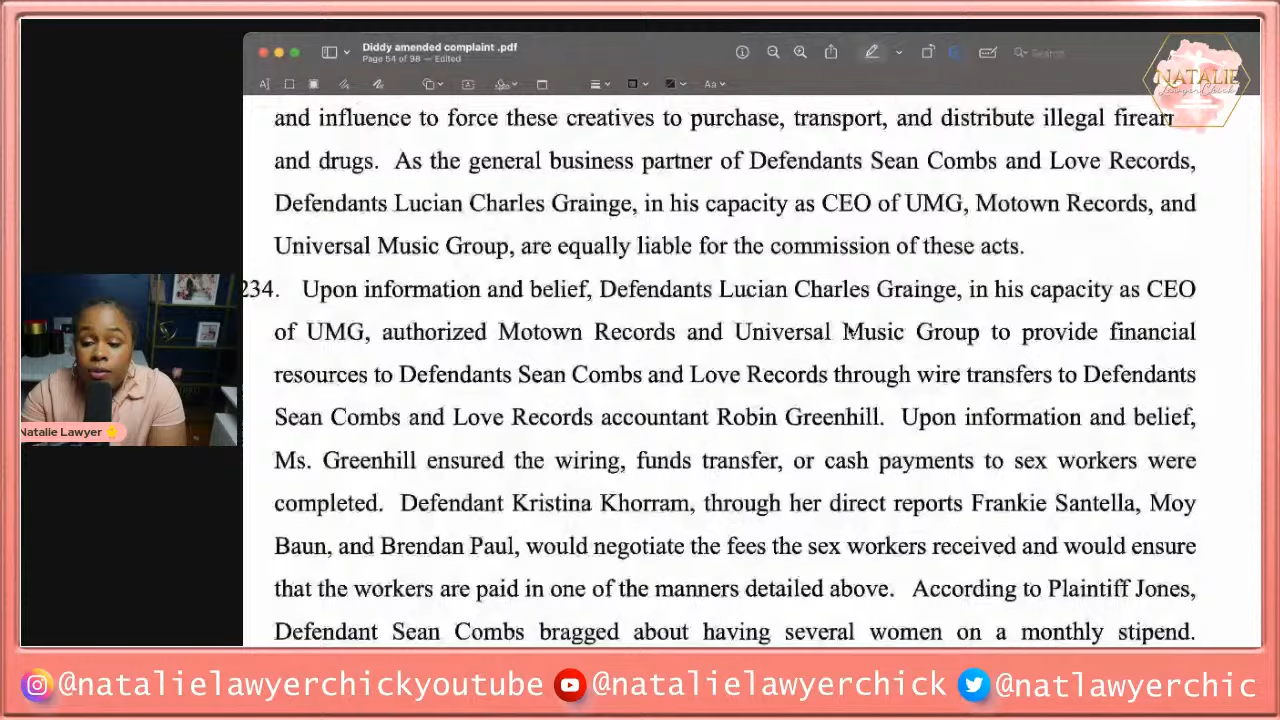 Diddy amended complaint .pdf
Page 54 of 98 — Edited
Search
NATALIE
LawyerChick
and influence to force these creatives to purchase, transport, and distribute illegal
and drugs. As the general business partner of Defendants Sean Combs and Love Records,
Defendants Lucian Charles Grainge, in his capacity as CEO of UMG, Motown Records, and
Universal Music Group, are equally liable for the commission of these acts.
234. Upon information and belief, Defendants Lucian Charles Grainge, in his capacity as CEO
of UMG, authorized Motown Records and Universal Music Group to provide financial
resources to Defendants Sean Combs and Love Records through wire transfers to Defendants
Sean Combs and Love Records accountant Robin Greenhill. Upon information and belief,
Ms. Greenhill ensured the wiring, funds transfer, or cash payments to sex workers were
completed. Defendant Kristina Khorram, through her direct reports Frankie Santella, Moy
Baun, and Brendan Paul, would negotiate the fees the sex workers received and would ensure
that the workers are paid in one of the manners detailed above. According to Plaintiff Jones,
Defendant Sean Combs bragged about having several women on a monthly stipend.
Natalie Lawyer
@natalielawyerchickyoutube @natalielawyerchick @natlawyerchic